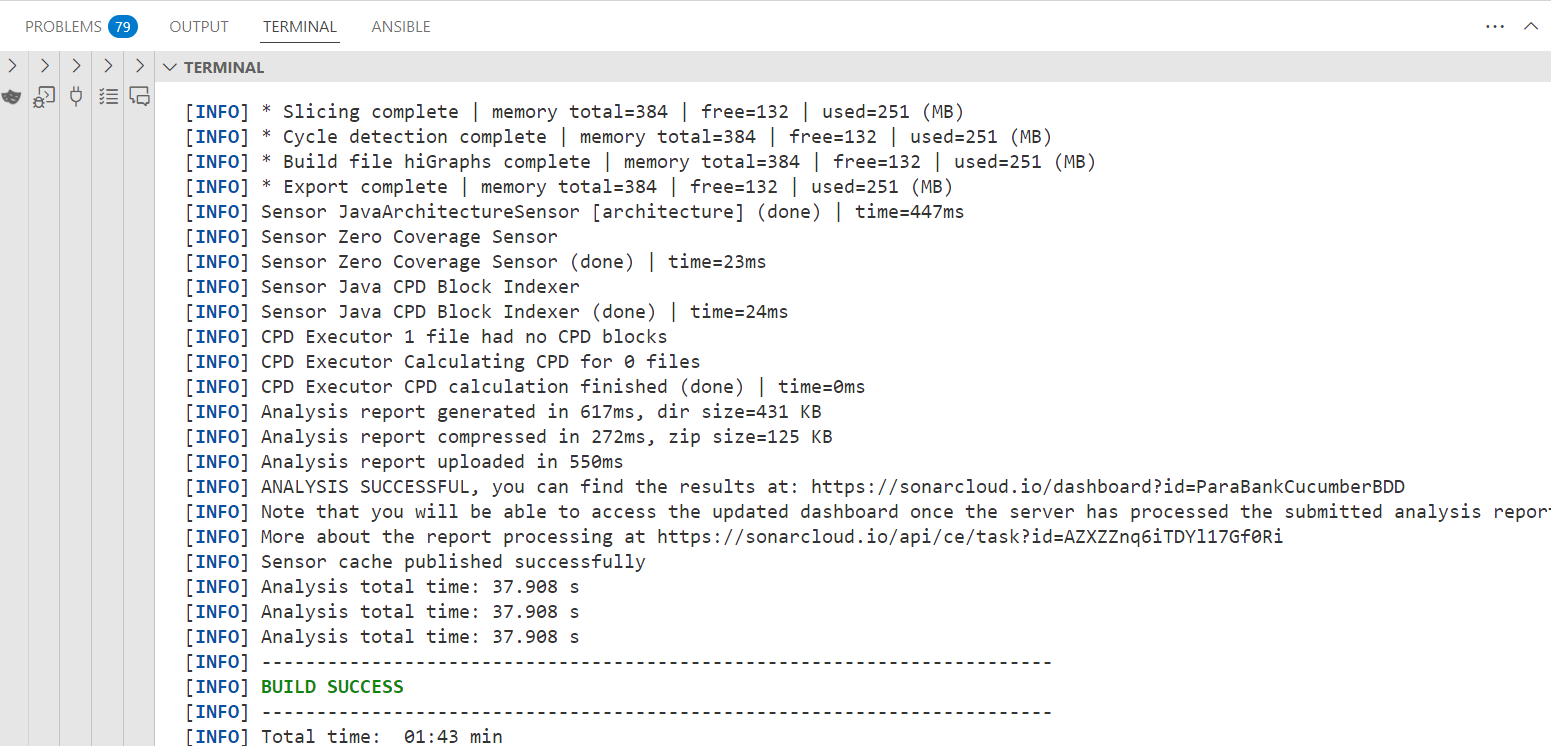 PROBLEMS 79 OUTPUT TERMINAL ANSIBLE
TERMINAL
[INFO] * Slicing complete | memory total=384 | free=132 | used=251 (MB)
[INFO] * Cycle detection complete | memory total=384 | free=132 | used=251 (MB)
[INFO] * Build file hiGraphs complete | memory total=384 | free=132 | used=251 (MB)
[INFO] * Export complete | memory total=384 | free=132 | used=251 (MB)
[INFO] Sensor JavaArchitectureSensor [architecture] (done) | time=447ms
[INFO] Sensor Zero Coverage Sensor
[INFO] Sensor Zero Coverage Sensor (done) | time=23ms
[INFO] Sensor Java CPD Block Indexer
[INFO] Sensor Java CPD Block Indexer (done) | time=24ms
[INFO] CPD Executor 1 file had no CPD blocks
[INFO] CPD Executor Calculating CPD for 0 files
[INFO] CPD Executor CPD calculation finished (done) | time=0ms
[INFO] Analysis report generated in 617ms, dir size=431 KB
[INFO] Analysis report compressed in 272ms, zip size=125 KB
[INFO] Analysis report uploaded in 550ms
[INFO] ANALYSIS SUCCESSFUL, you can find the results at: https://sonarcloud.io/dashboard?id=ParaBankCucumberBDD
[INFO] Note that you will be able to access the updated dashboard once the server has processed the submitted analysis report
[INFO] More about the report processing at https://sonarcloud.io/api/ce/task?id=AZXZZnq6iTDYl17Gf0Ri
[INFO] Sensor cache published successfully
[INFO] Analysis total time: 37.908 s
[INFO] Analysis total time: 37.908 s
[INFO] Analysis total time: 37.908 s
[INFO] ------------------------------------------------------------------------
[INFO] BUILD SUCCESS
[INFO] ------------------------------------------------------------------------
[INFO] Total time:  01:43 min